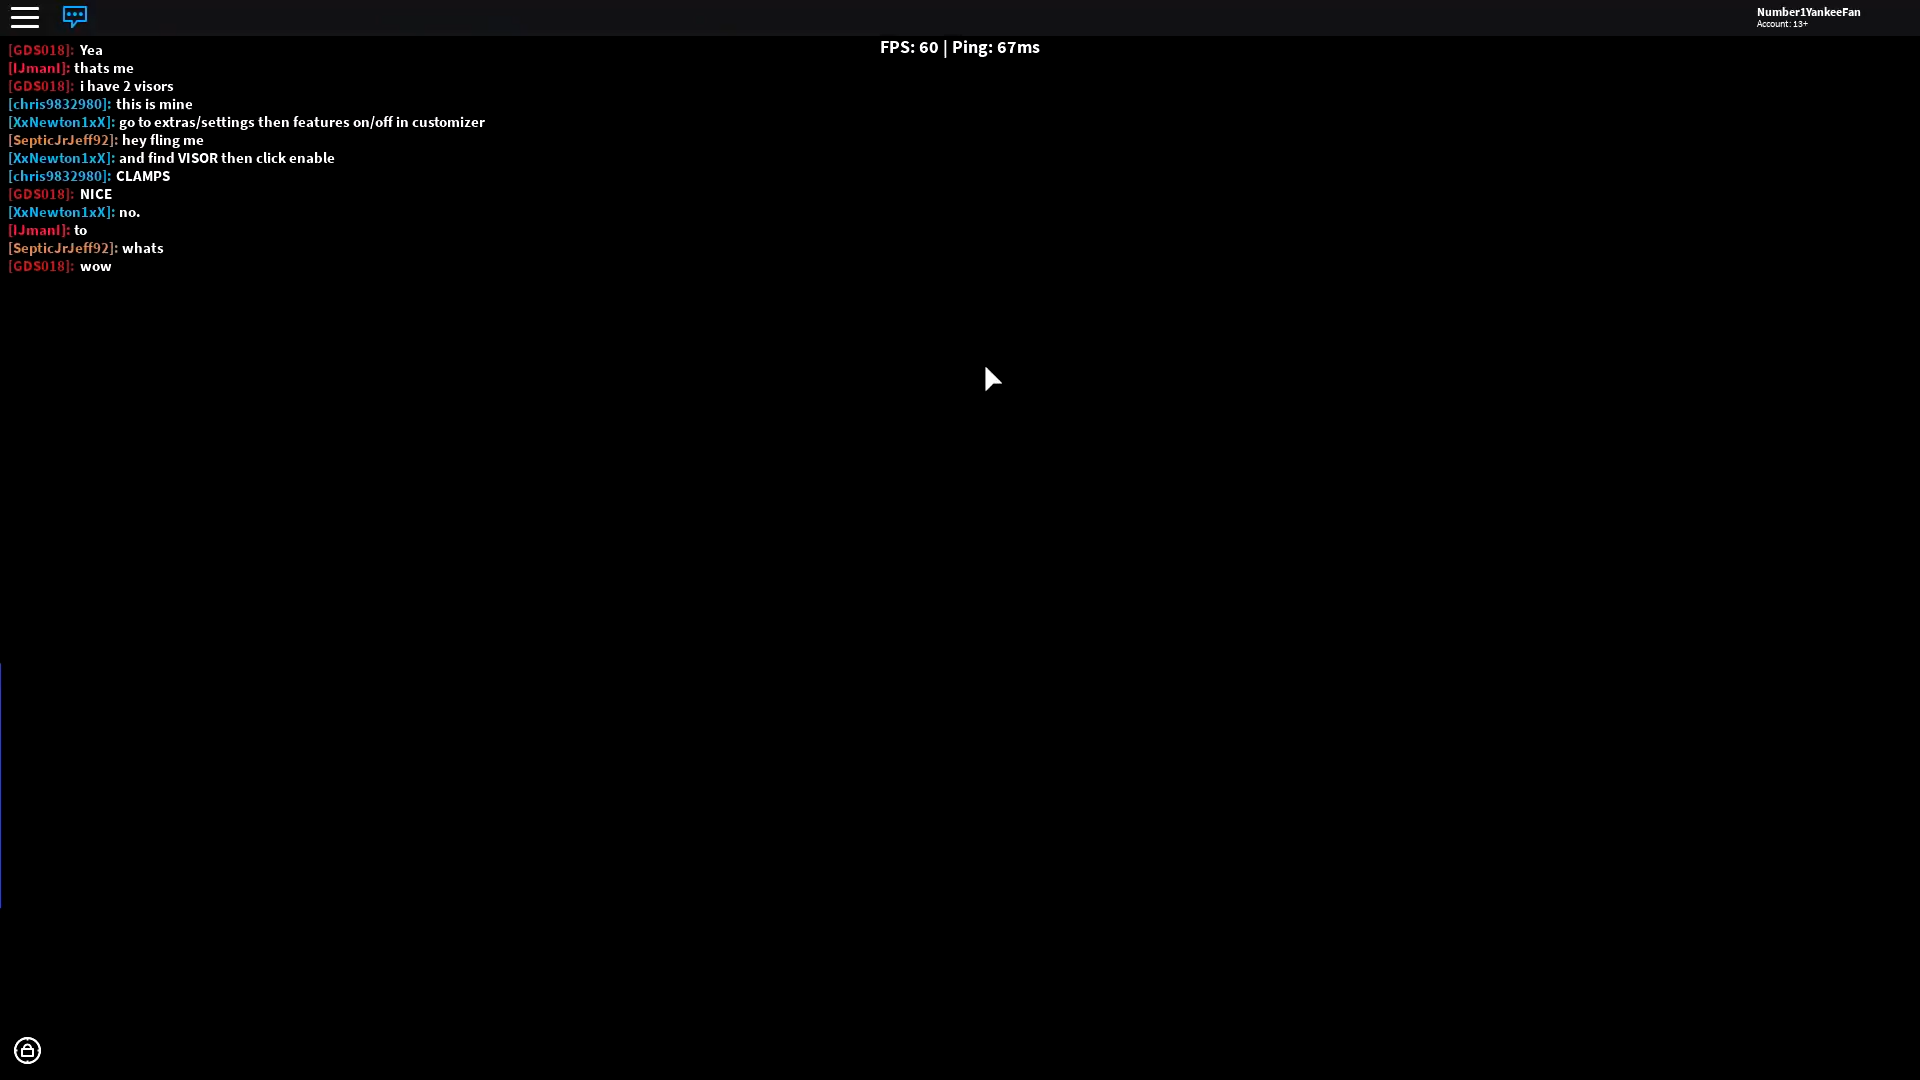 Number1YankeeFan
Account: 13+
FPS: 60 | Ping: 67ms
[GDS018]: Yea
[IJmanI]: thats me
[GDS018]: i have 2 visors
[chris9832980]: this is mine
[XxNewton1xX]: go to extras/settings then features on/off in customizer
[SepticJrJeff92]: hey fling me
[XxNewton1xX]: and find VISOR then click enable
[chris9832980]: CLAMPS
[GDS018]: NICE
[XxNewton1xX]: no.
[IJmanI]: to
[SepticJrJeff92]: whats
[GDS018]: wow